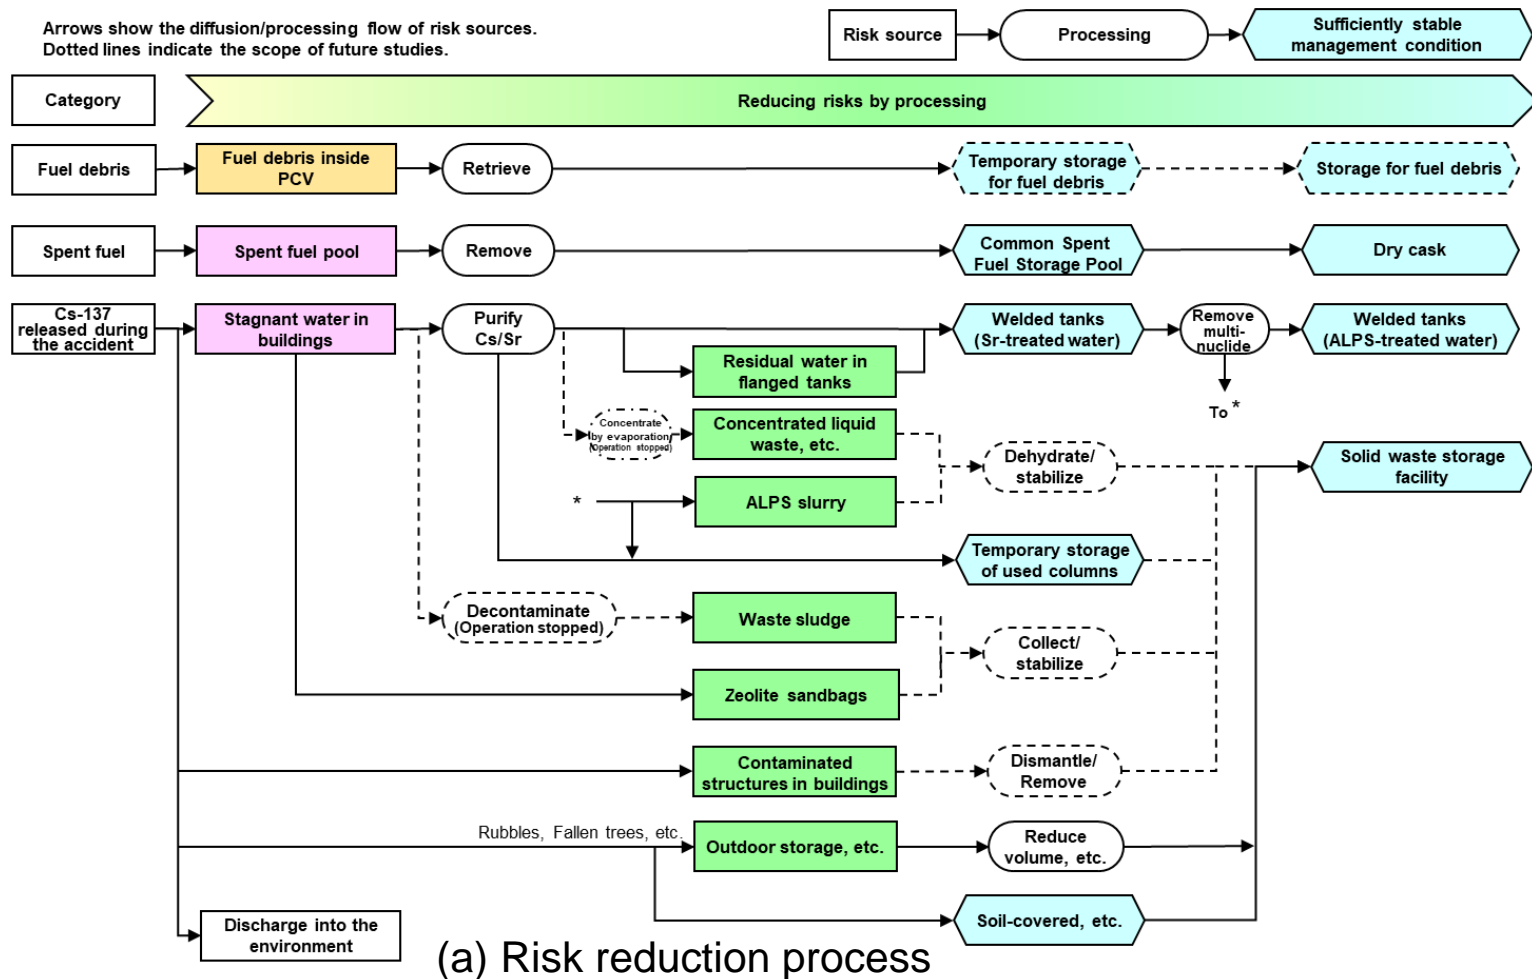 Arrows show the diffusion/processing flow of risk sources.
Dotted lines indicate the scope of future studies.
Risk source
Processing
Sufficiently stable
management condition
Category
Reducing risks by processing
Fuel debris
Fuel debris inside
PCV
Retrieve
Temporary storage
for fuel debris
Storage for fuel debris
Spent fuel
Spent fuel pool
Remove
Common Spent
Fuel Storage Pool
Dry cask
Cs-137
released during
the accident
Stagnant water in
buildings
Purify
Cs/Sr
Welded tanks
(Sr-treated water)
Remove
multi-
nuclide
Welded tanks
(ALPS-treated water)
Residual water in
flanged tanks
To *
Concentrate
by evaporation
(Operation stopped)
Concentrated liquid
waste, etc.
Dehydrate/
stabilize
Solid waste storage
facility
*
ALPS slurry
Temporary storage
of used columns
Decontaminate
(Operation stopped)
Waste sludge
Collect/
stabilize
Zeolite sandbags
Contaminated
structures in buildings
Dismantle/
Remove
Rubbles, Fallen trees, etc.
Outdoor storage, etc.
Reduce
volume, etc.
Soil-covered, etc.
Discharge into the
environment
(a) Risk reduction process